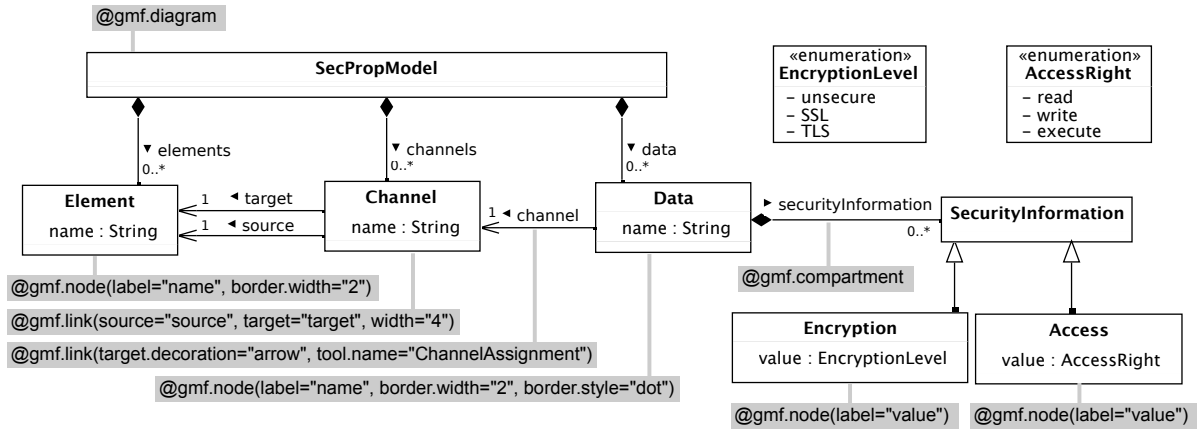 @gmf.diagram
SecPropModel
«enumeration»
EncryptionLevel
– unsecure
– SSL
– TLS
«enumeration»
AccessRight
– read
– write
– execute
▼ elements
0..*
▼ channels
0..*
▼ data
0..*
Element
name : String
1 ◄ target
1 ◄ source
Channel
name : String
1 ◄ channel
Data
name : String
► securityInformation
0..*
SecurityInformation
@gmf.compartment
@gmf.node(label="name", border.width="2")
@gmf.link(source="source", target="target", width="4")
@gmf.link(target.decoration="arrow", tool.name="ChannelAssignment")
@gmf.node(label="name", border.width="2", border.style="dot")
Encryption
value : EncryptionLevel
Access
value : AccessRight
@gmf.node(label="value")
@gmf.node(label="value")